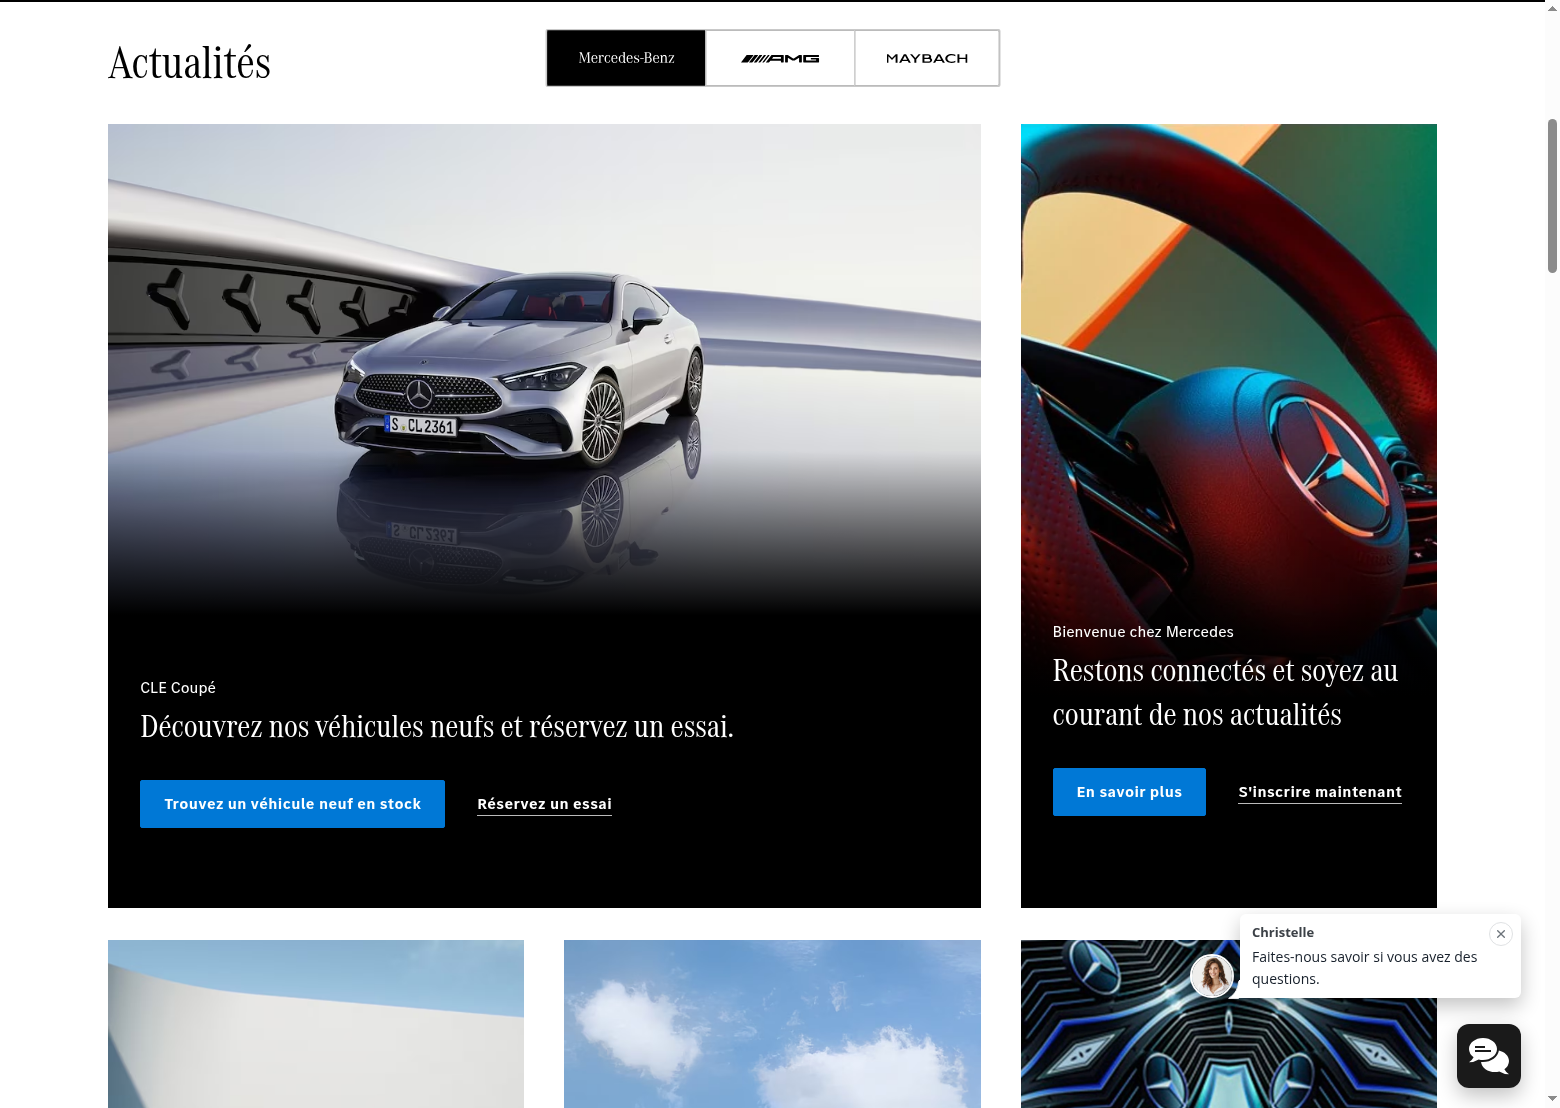 Actualités
Mercedes-Benz
AMG
MAYBACH
S CL 2361
CLE Coupé
Découvrez nos véhicules neufs et réservez un essai.
Trouvez un véhicule neuf en stock
Réservez un essai
Bienvenue chez Mercedes
Restons connectés et soyez au
courant de nos actualités
En savoir plus
S'inscrire maintenant
Christelle
Faites-nous savoir si vous avez des
questions.